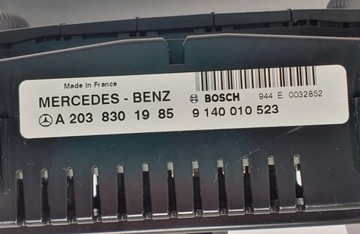 Made in France
MERCEDES - BENZ
A 203 830 19 85
BOSCH 944 E 0032852
9 140 010 523